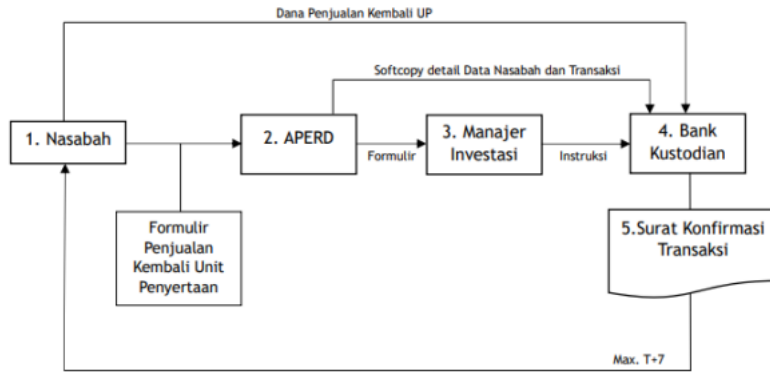 Dana Penjualan Kembali UP
Softcopy detail Data Nasabah dan Transaksi
1. Nasabah
2. APERD
Formulir
3. Manajer
Investasi
Instruksi
4. Bank
Kustodian
Formulir
Penjualan
Kembali Unit
Penyertaan
5.Surat Konfirmasi
Transaksi
Max. T+7